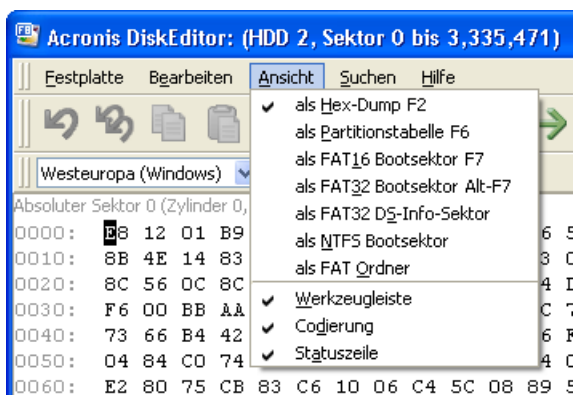 Acronis DiskEditor: (HDD 2, Sektor 0 bis 3,335,471)
Festplatte Bearbeiten Ansicht Suchen Hilfe
als Hex-Dump F2
als Partitionstabelle F6
als FAT16 Bootsektor F7
als FAT32 Bootsektor Alt-F7
als FAT32 DS-Info-Sektor
als NTFS Bootsektor
als FAT Ordner
Werkzeugleiste
Codierung
Statuszeile
Westeuropa (Windows)
Absoluter Sektor 0 (Zylinder 0,
0000: E8 12 01 B9
0010: 8B 4E 14 83
0020: 8C 56 0C 8C
0030: F6 00 BB AA
0040: 73 66 B4 42
0050: 04 84 C0 74
0060: E2 80 75 CB 83 C6 10 06 C4 5C 08 89